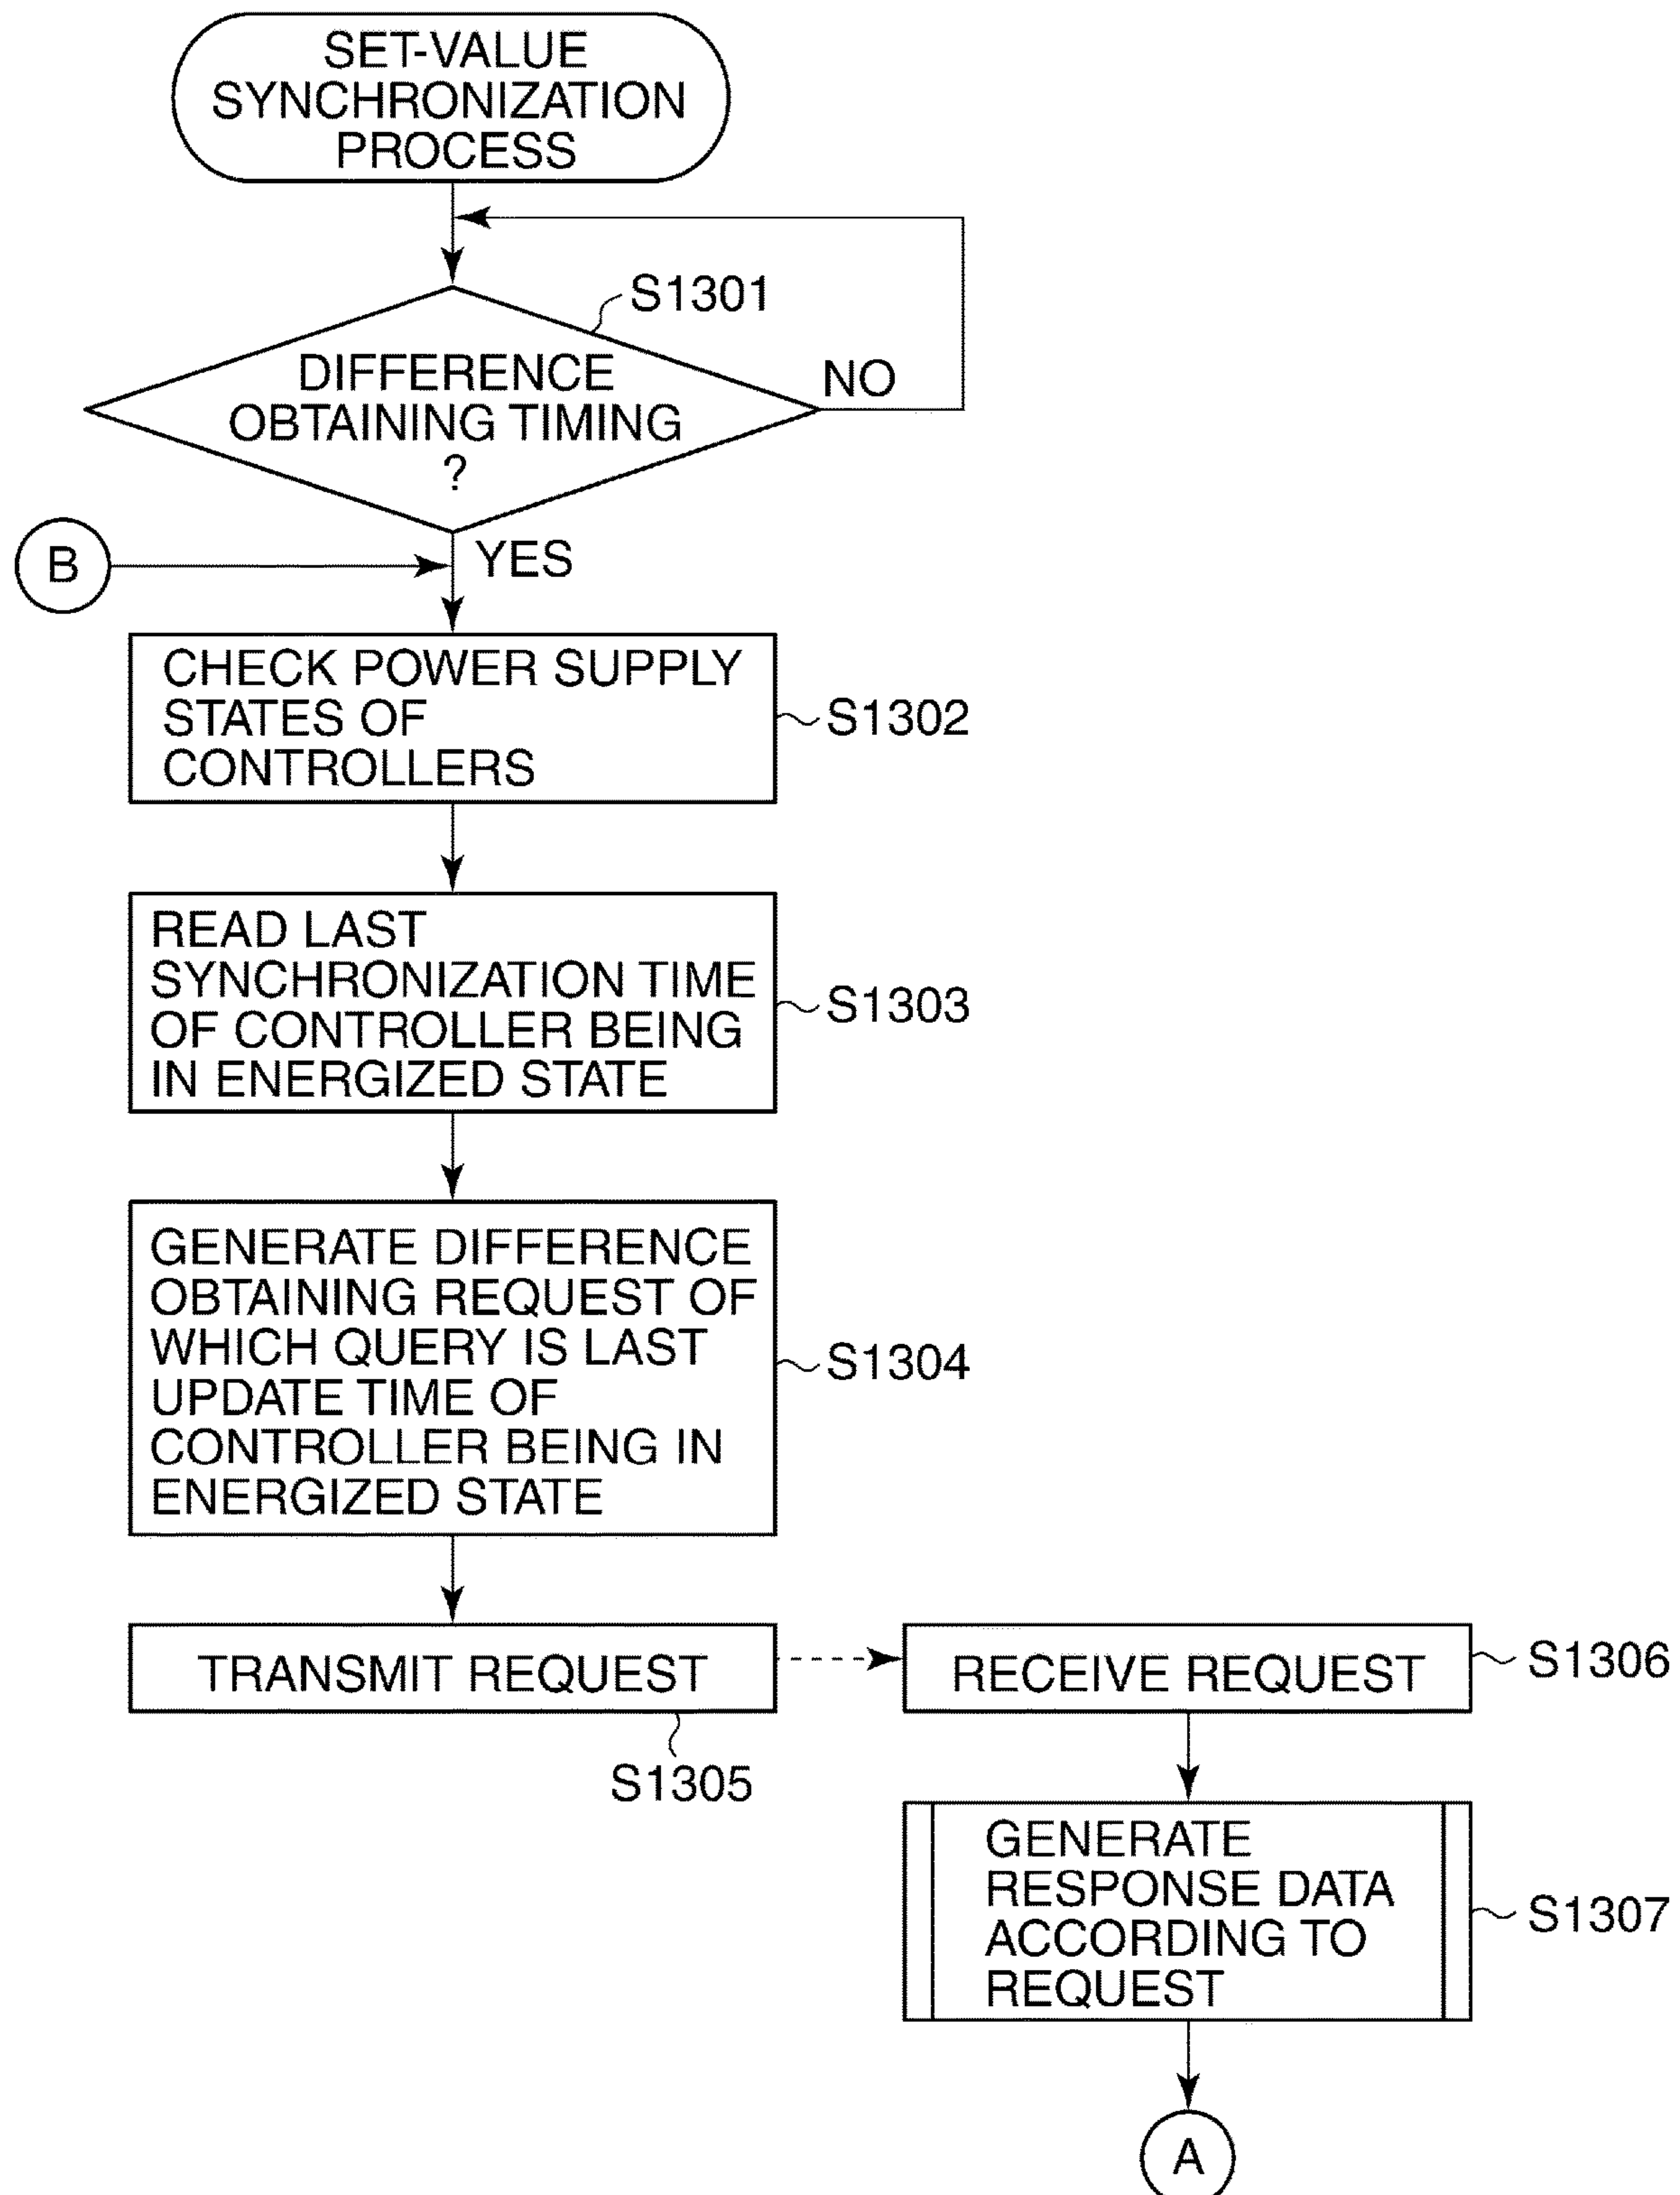 SET-VALUE
SYNCHRONIZATION
PROCESS
S1301
DIFFERENCE
OBTAINING TIMING
?
NO
B
YES
CHECK POWER SUPPLY
STATES OF
CONTROLLERS
S1302
READ LAST
SYNCHRONIZATION TIME
OF CONTROLLER BEING
IN ENERGIZED STATE
S1303
GENERATE DIFFERENCE
OBTAINING REQUEST OF
WHICH QUERY IS LAST
UPDATE TIME OF
CONTROLLER BEING IN
ENERGIZED STATE
S1304
TRANSMIT REQUEST
S1305
RECEIVE REQUEST
S1306
GENERATE
RESPONSE DATA
ACCORDING TO
REQUEST
S1307
A